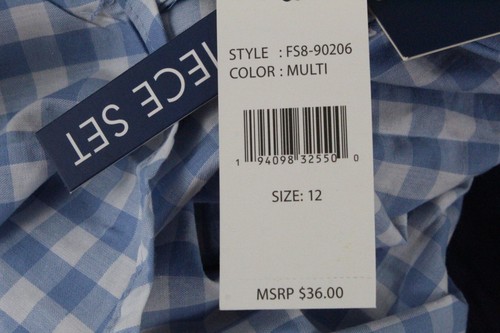 STYLE : FS8-90206
COLOR : MULTI
1 94098 32550 0
SIZE: 12
MSRP $36.00
IECE SET